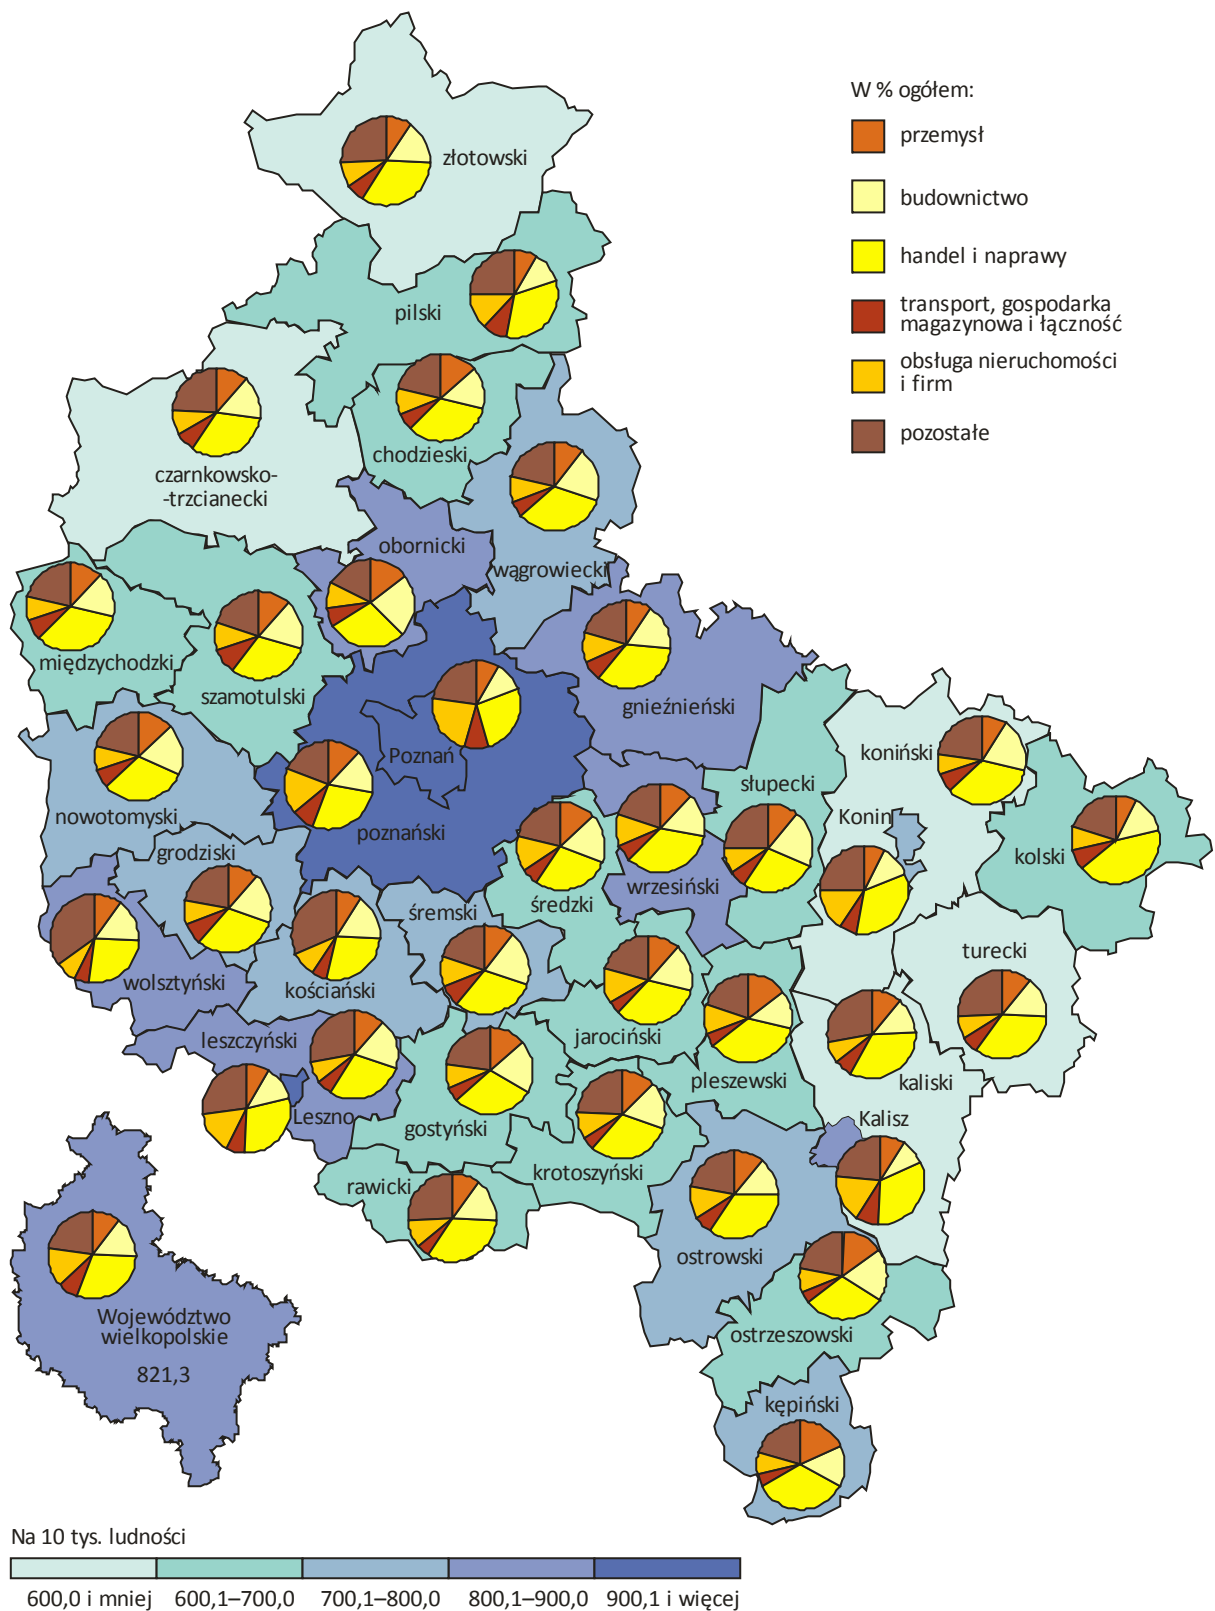 W % ogółem:
przemysł
budownictwo
handel i naprawy
transport, gospodarka
magazynowa i łączność
obsługa nieruchomości
i firm
pozostałe
złotowski
pilski
chodzieski
czarnkowsko-
-trzcianecki
obornicki
wągrowiecki
międzychodzki
szamotulski
gnieźnieński
Poznań
koniński
nowotomyski
poznański
słupecki
Konin
kolski
grodziski
wrzesiński
średzki
śremski
turecki
wolsztyński
kościański
jarociński
leszczyński
pleszewski
kaliski
Leszno
gostyński
Kalisz
krotoszyński
rawicki
ostrowski
ostrzeszowski
kępiński
Województwo
wielkopolskie
821,3
Na 10 tys. ludności
600,0 i mniej
600,1–700,0
700,1–800,0
800,1–900,0
900,1 i więcej